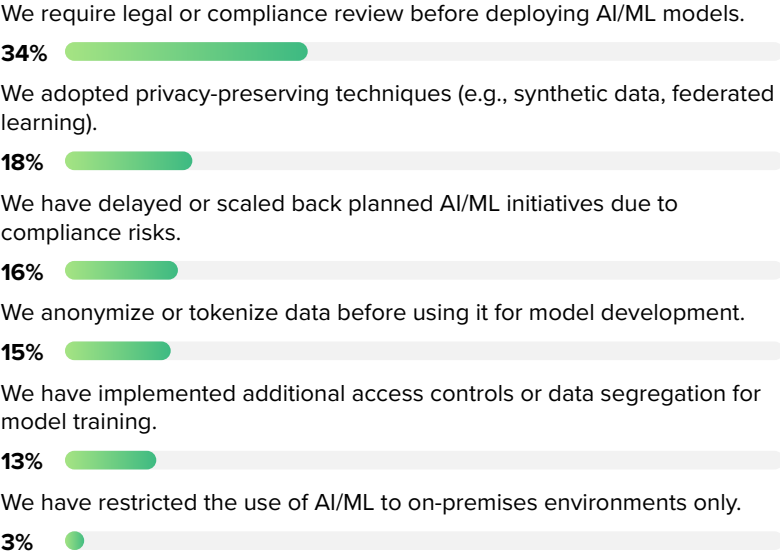 We require legal or compliance review before deploying AI/ML models.
34%
We adopted privacy-preserving techniques (e.g., synthetic data, federated
learning).
18%
We have delayed or scaled back planned AI/ML initiatives due to
compliance risks.
16%
We anonymize or tokenize data before using it for model development.
15%
We have implemented additional access controls or data segregation for
model training.
13%
We have restricted the use of AI/ML to on-premises environments only.
3%